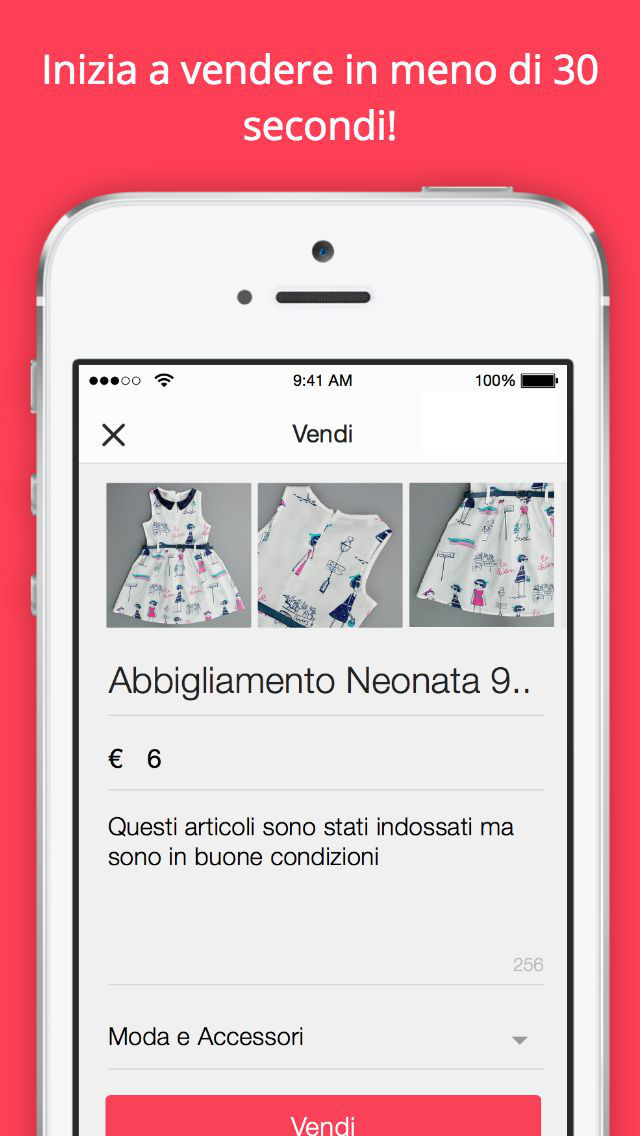 Inizia a vendere in meno di 30
secondi!
9:41 AM
100%
Vendi
Abbigliamento Neonata 9..
€ 6
Questi articoli sono stati indossati ma
sono in buone condizioni
256
Moda e Accessori
Vendi